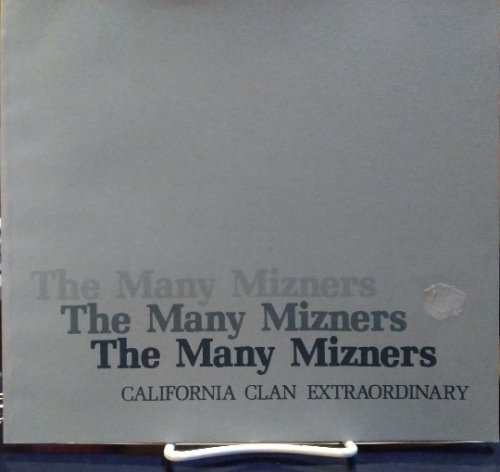 The Many Mizners
The Many Mizners
The Many Mizners
CALIFORNIA CLAN EXTRAORDINARY